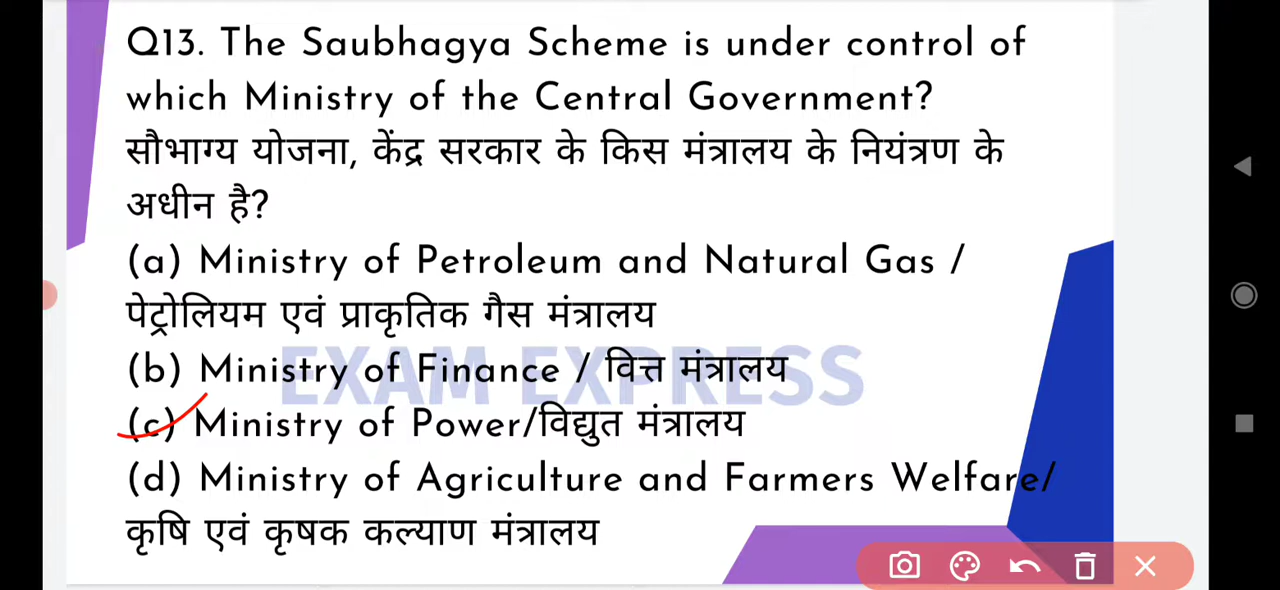 Q13. The Saubhagya Scheme is under control of
which Ministry of the Central Government?
सौभाग्य योजना, केंद्र सरकार के किस मंत्रालय के नियंत्रण के
अधीन है?
(a) Ministry of Petroleum and Natural Gas /
पेट्रोलियम एवं प्राकृतिक गैस मंत्रालय
EXAM EXPRESS
(b) Ministry of Finance / वित्त मंत्रालय
(c) Ministry of Power/विद्युत मंत्रालय
(d) Ministry of Agriculture and Farmers Welfare/
कृषि एवं कृषक कल्याण मंत्रालय